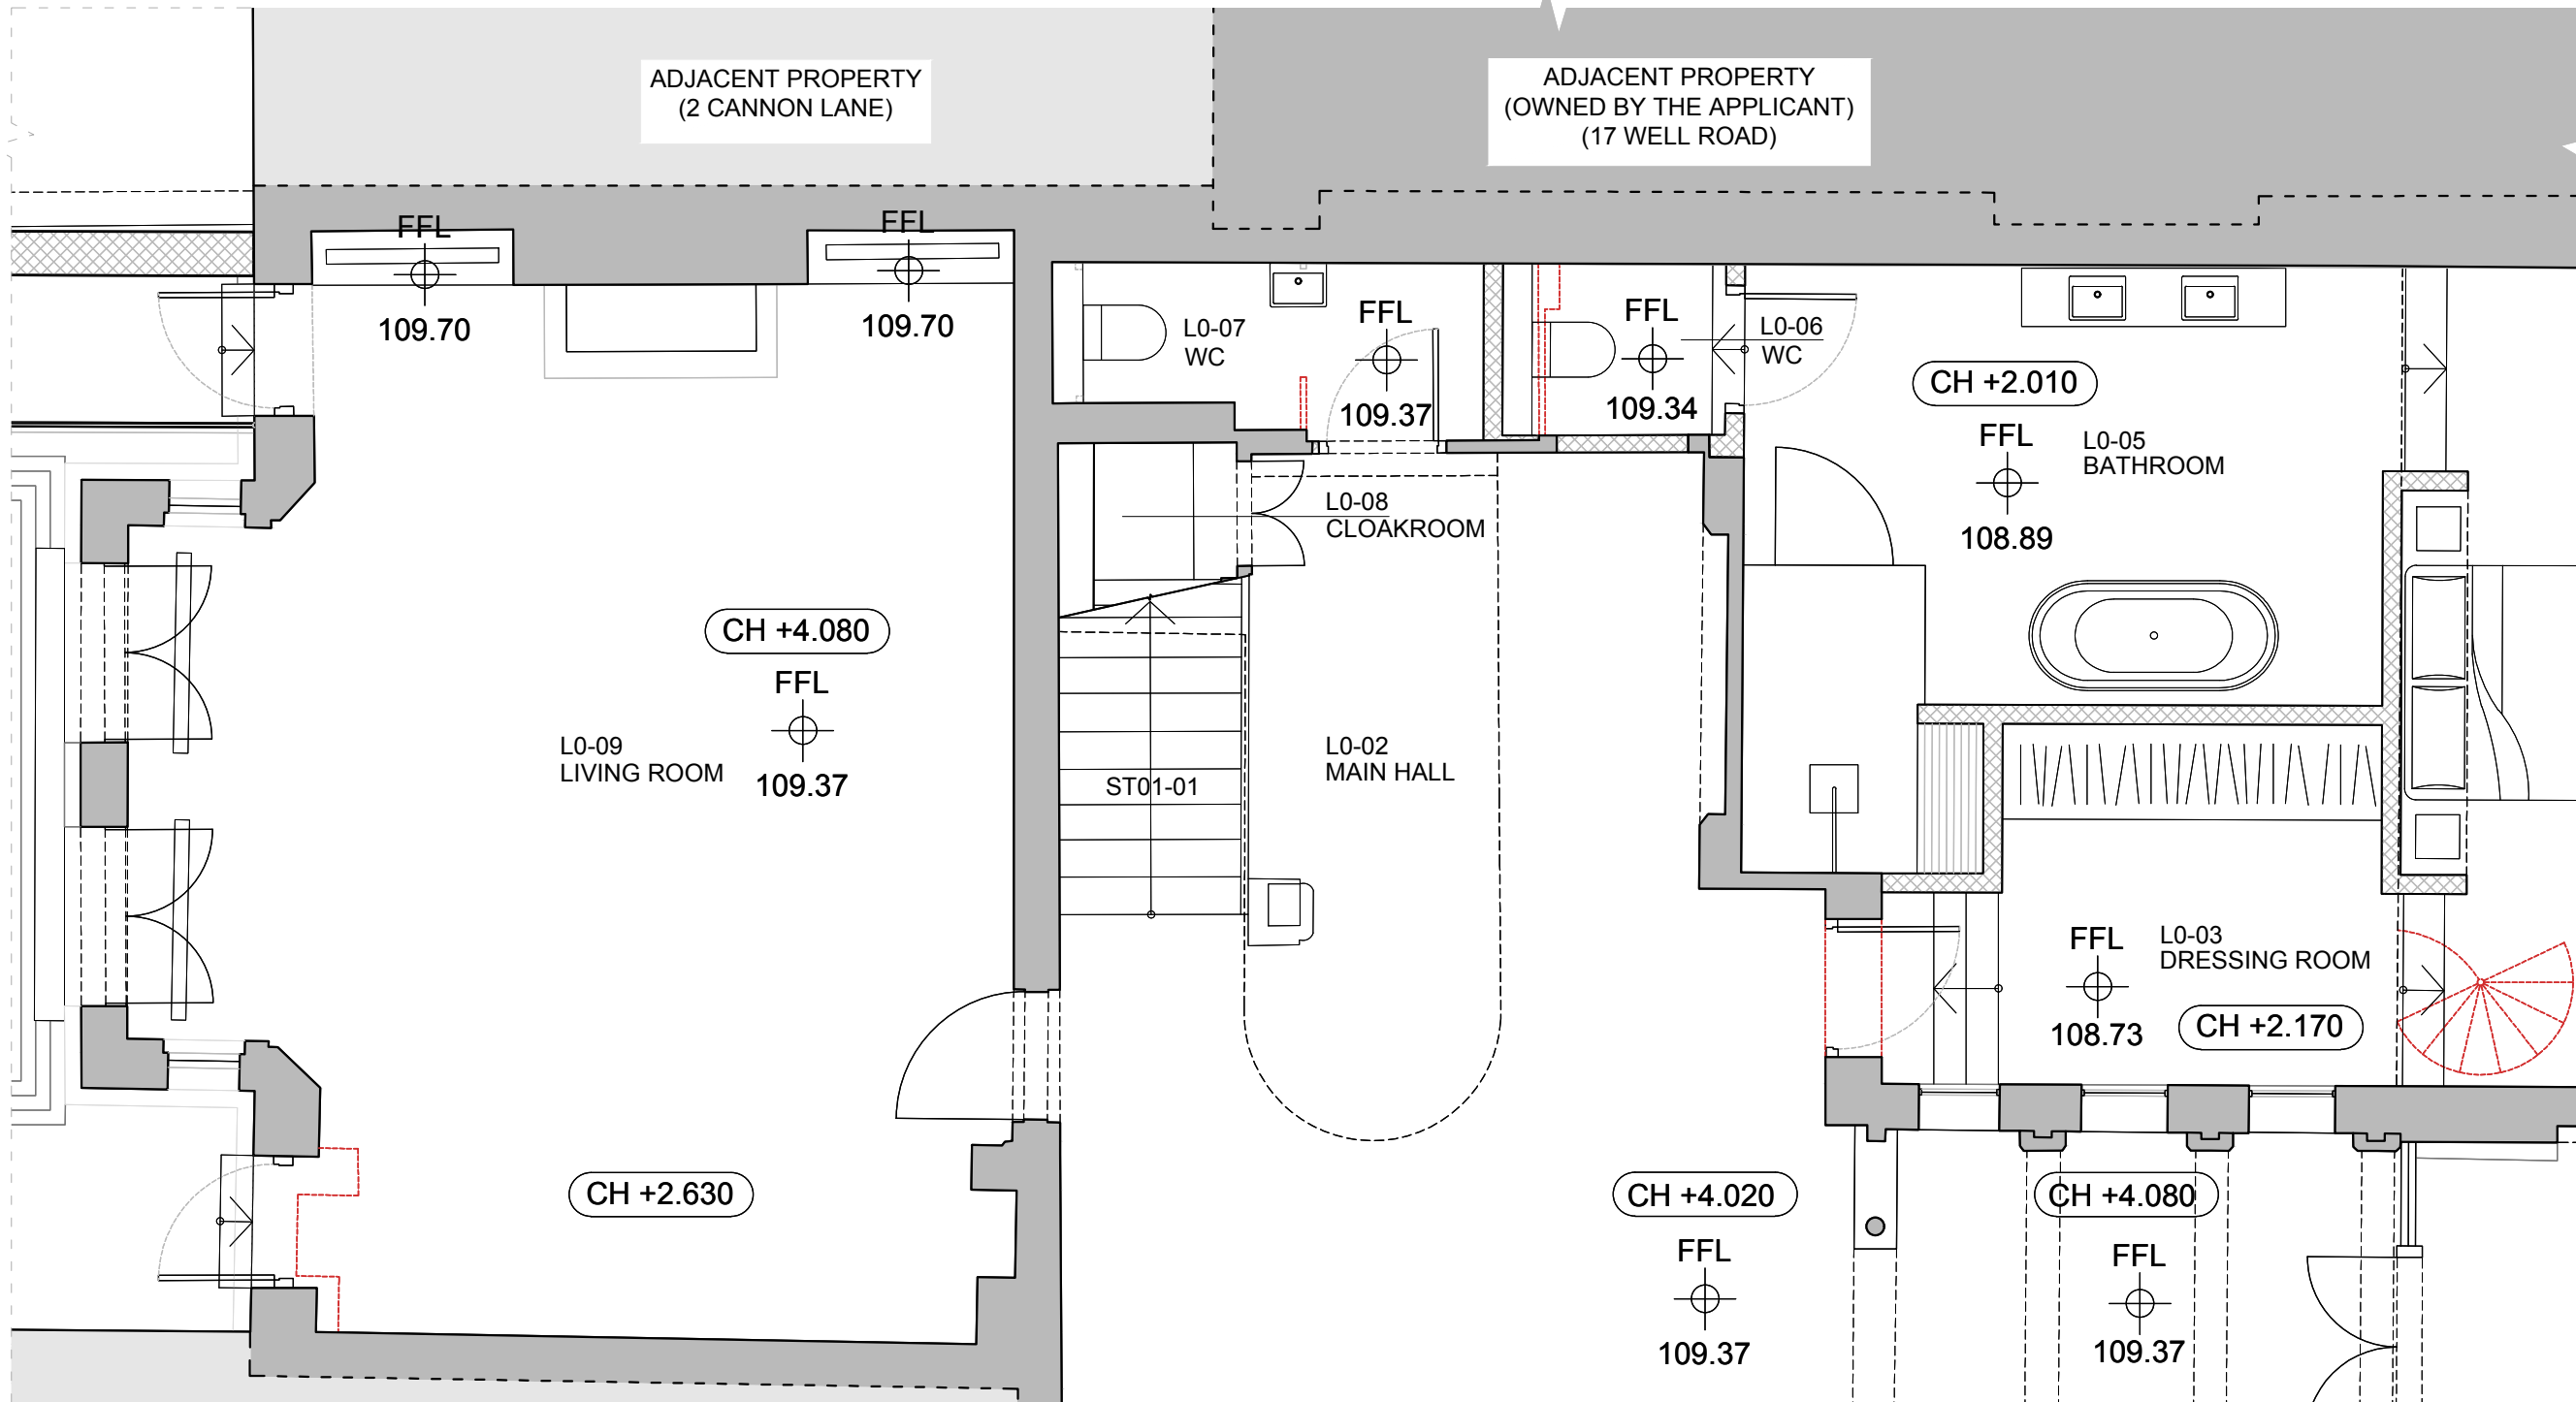 ADJACENT PROPERTY
(2 CANNON LANE)
ADJACENT PROPERTY
(OWNED BY THE APPLICANT)
(17 WELL ROAD)
FFL
109.70
FFL
109.70
L0-07
WC
FFL
109.37
FFL
109.34
L0-06
WC
CH +2.010
FFL
108.89
L0-05
BATHROOM
L0-08
CLOAKROOM
CH +4.080
FFL
109.37
L0-09
LIVING ROOM
ST01-01
L0-02
MAIN HALL
FFL
108.73
L0-03
DRESSING ROOM
CH +2.170
CH +2.630
CH +4.020
FFL
109.37
CH +4.080
FFL
109.37